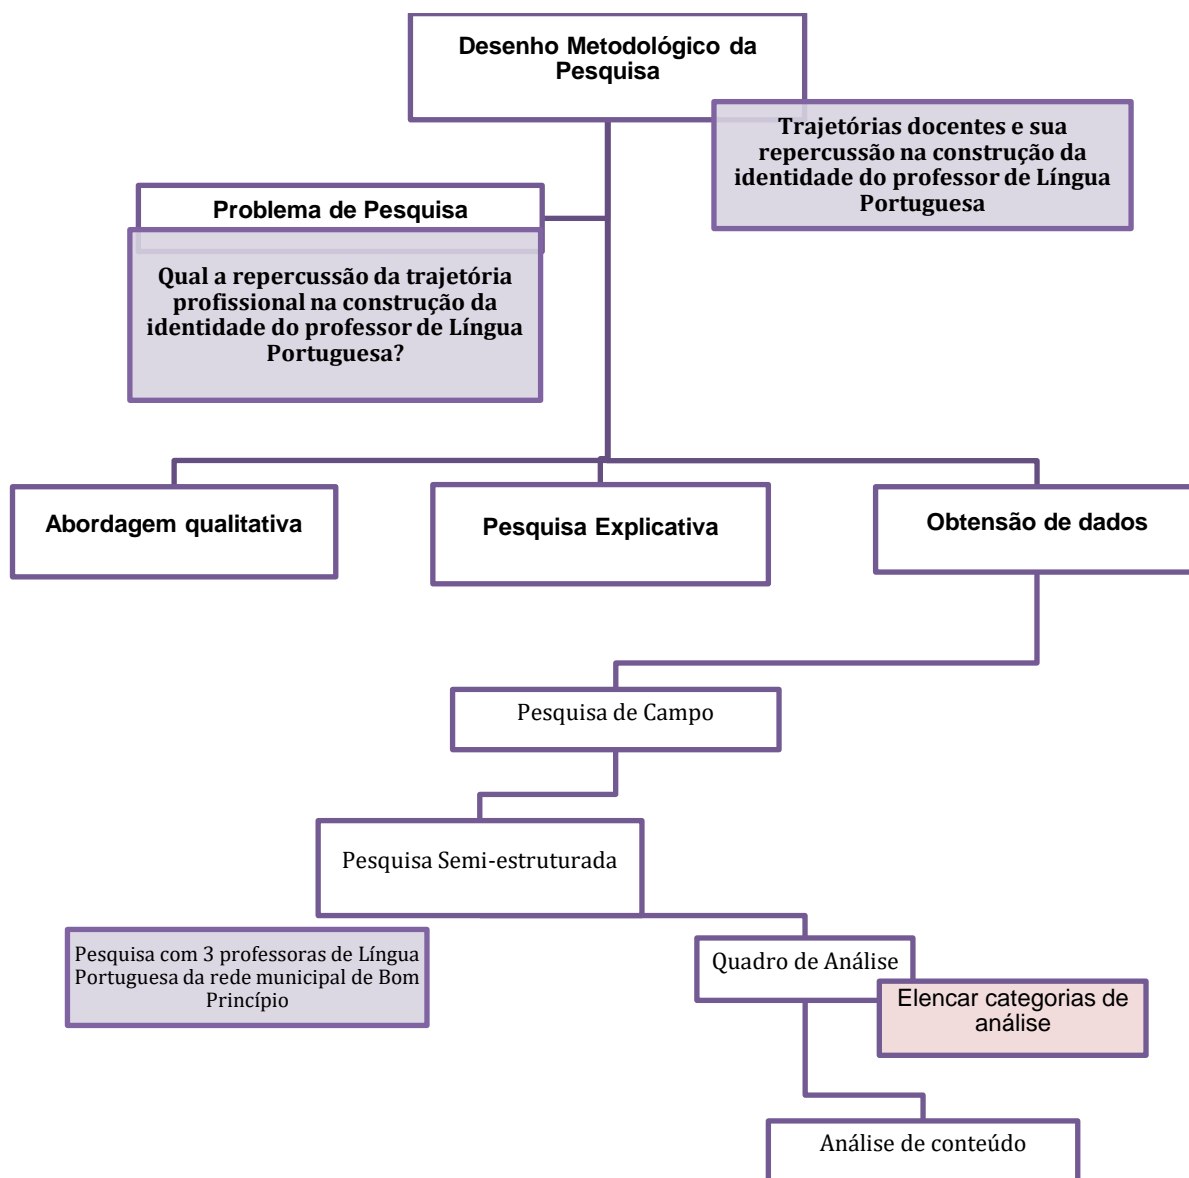 Desenho Metodológico da
Pesquisa
Trajetórias docentes e sua
repercussão na construção da
identidade do professor de Língua
Portuguesa
Problema de Pesquisa
Qual a repercussão da trajetória
profissional na construção da
identidade do professor de Língua
Portuguesa?
Abordagem qualitativa
Pesquisa Explicativa
Obtensão de dados
Pesquisa de Campo
Pesquisa Semi-estruturada
Pesquisa com 3 professoras de Língua
Portuguesa da rede municipal de Bom
Princípio
Quadro de Análise
Elencar categorias de
análise
Análise de conteúdo